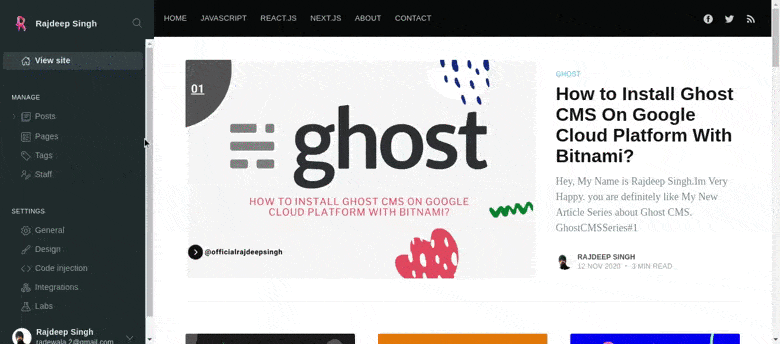 Rajdeep Singh
View site
MANAGE
Posts
Pages
Tags
Staff
SETTINGS
General
Design
Code injection
Integrations
Labs
Rajdeep Singh
radewala.2@gmail.com
HOME JAVASCRIPT REACT.JS NEXT.JS ABOUT CONTACT
01
ghost
HOW TO INSTALL GHOST CMS ON GOOGLE
CLOUD PLATFORM WITH BITNAMI?
@officialrajdeepsingh
GHOST
How to Install Ghost
CMS On Google
Cloud Platform With
Bitnami?
Hey, My Name is Rajdeep Singh.Im Very
Happy. you are definitely like My New
Article Series about Ghost CMS.
GhostCMSSeries#1
RAJDEEP SINGH
12 NOV 2020 • 3 MIN READ